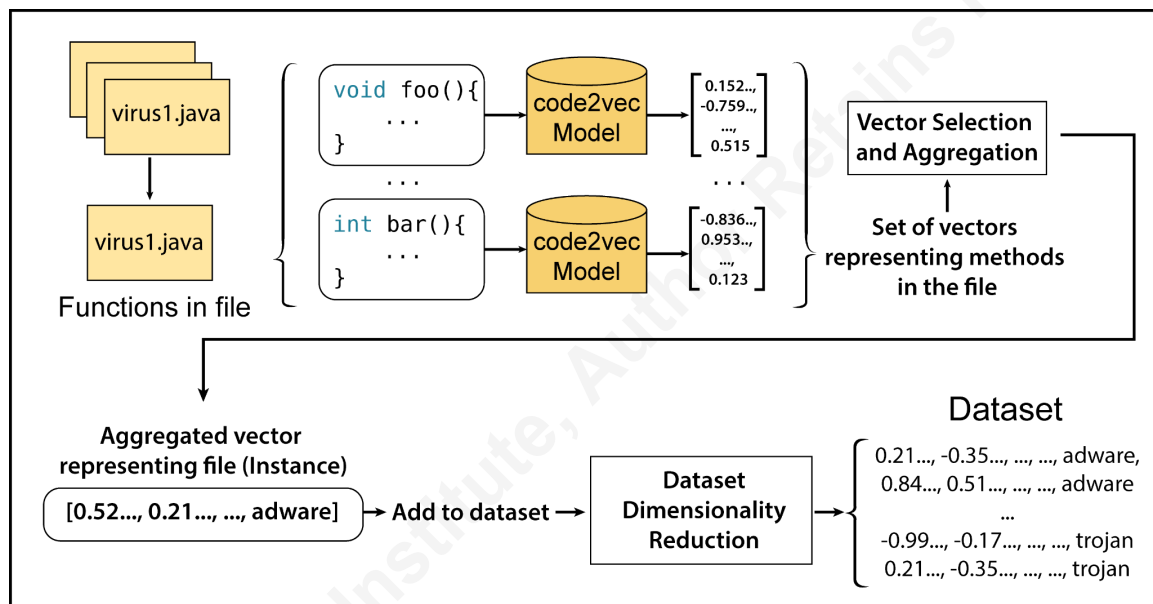 virus1.java
virus1.java
Functions in file
void foo(){
...
}
code2vec
Model
0.152..,
-0.759..,
...,
0.515
...
...
int bar(){
...
}
code2vec
Model
-0.836..,
0.953..,
...,
0.123
Vector Selection
and Aggregation
Set of vectors
representing methods
in the file
Aggregated vector
representing file (Instance)
[0.52..., 0.21..., ..., adware]
Add to dataset
Dataset
Dimensionality
Reduction
Dataset
0.21..., -0.35..., ..., ..., adware,
0.84..., 0.51..., ..., ..., adware
...
-0.99..., -0.17..., ..., ..., trojan
0.21..., -0.35..., ..., ..., trojan
Institute, Author Retains